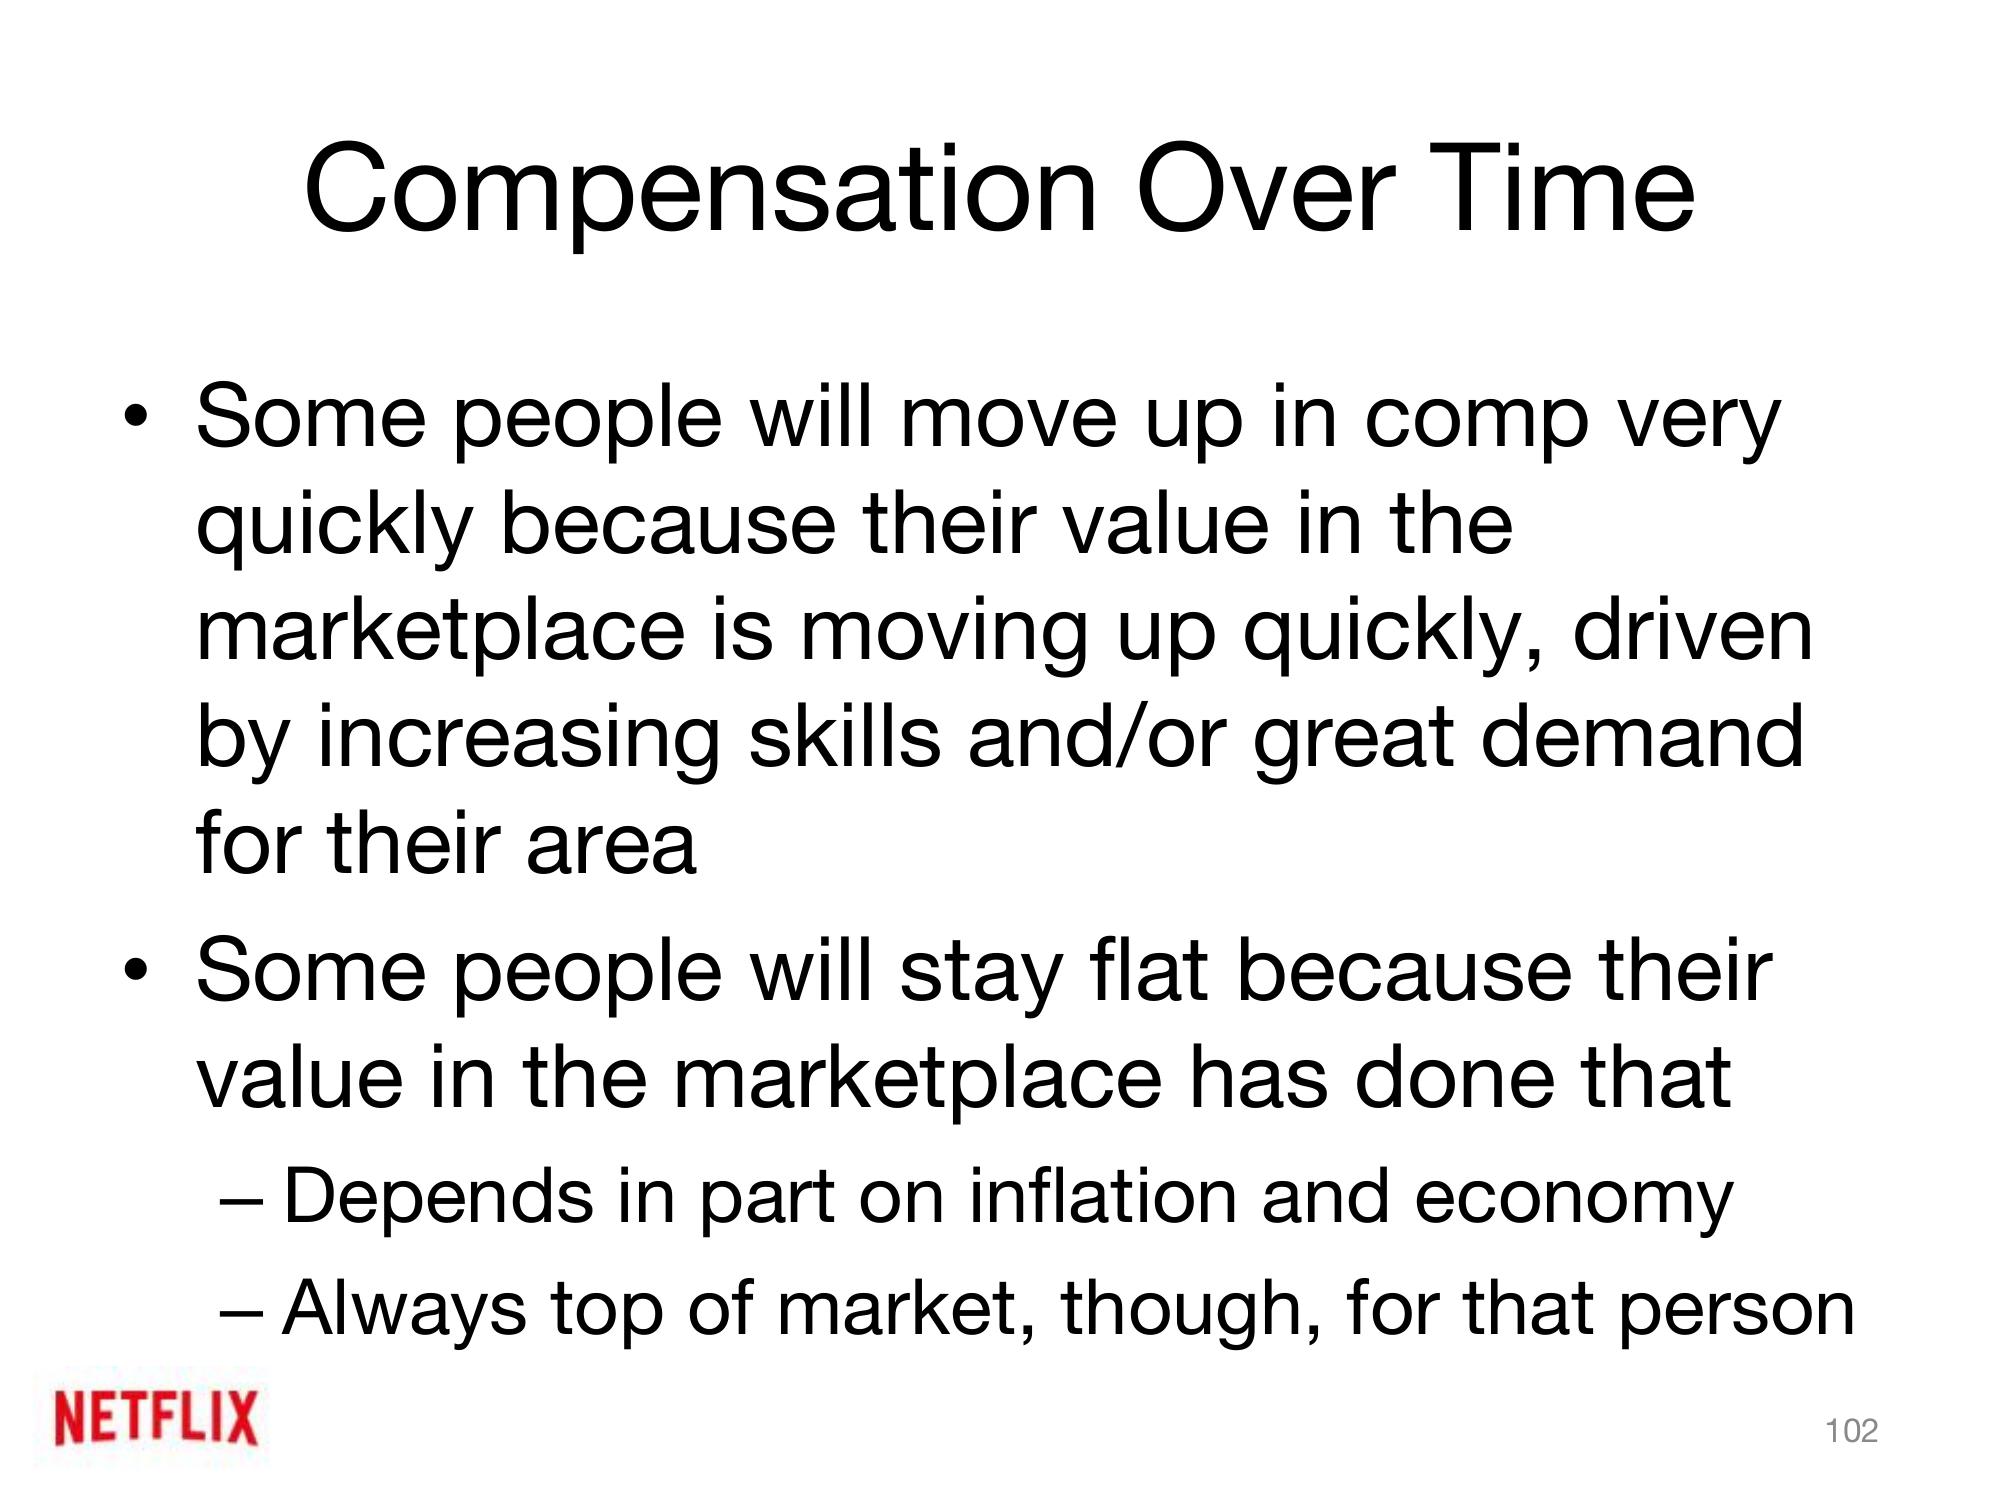 Compensation Over Time
• Some people will move up in comp very
quickly because their value in the
marketplace is moving up quickly, driven
by increasing skills and/or great demand
for their area
• Some people will stay flat because their
value in the marketplace has done that
– Depends in part on inflation and economy
– Always top of market, though, for that person
NETFLIX
102